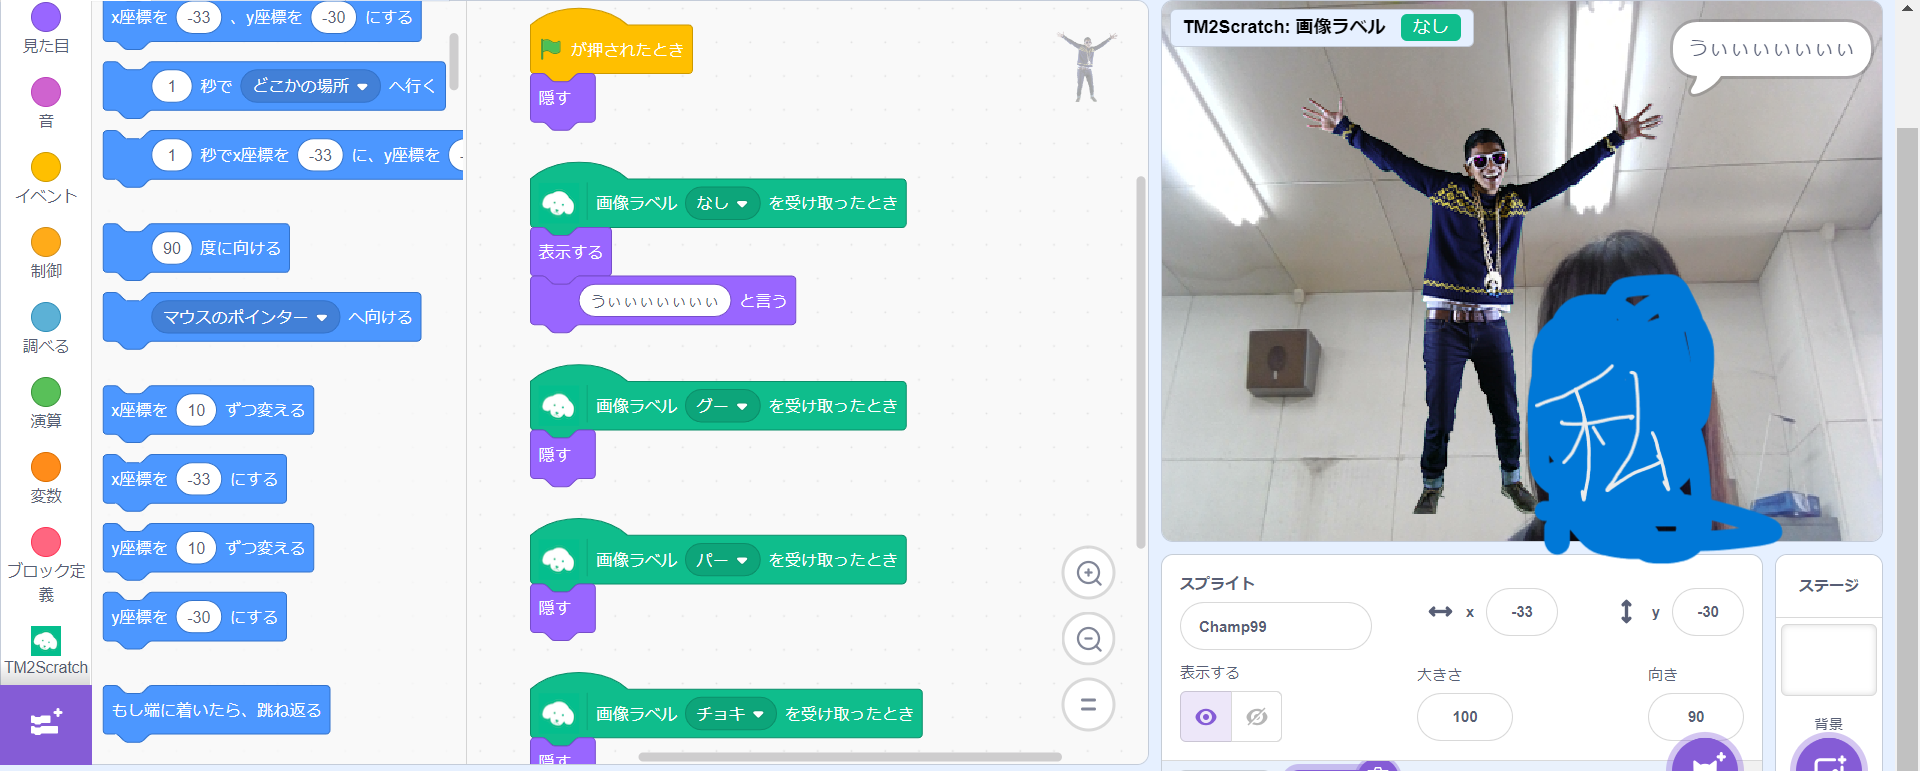 見た目
音
イベント
制御
調べる
演算
変数
ブロック定
義
TM2Scratch
x座標を -33 、y座標を -30 にする
1 秒で どこかの場所 へ行く
1 秒でx座標を -33 に、y座標を
90 度に向ける
マウスのポインター へ向ける
x座標を 10 ずつ変える
x座標を -33 にする
y座標を 10 ずつ変える
y座標を -30 にする
もし端に着いたら、跳ね返る
が押されたとき
隠す
画像ラベル なし を受け取ったとき
表示する
うぃぃぃぃぃぃぃ と言う
画像ラベル グー を受け取ったとき
隠す
画像ラベル パー を受け取ったとき
隠す
画像ラベル チョキ を受け取ったとき
隠す
TM2Scratch: 画像ラベル なし
うぃぃぃぃぃぃぃ
私
スプライト
Champ99
x -33 y -30
表示する
大きさ 100
向き 90
ステージ
背景